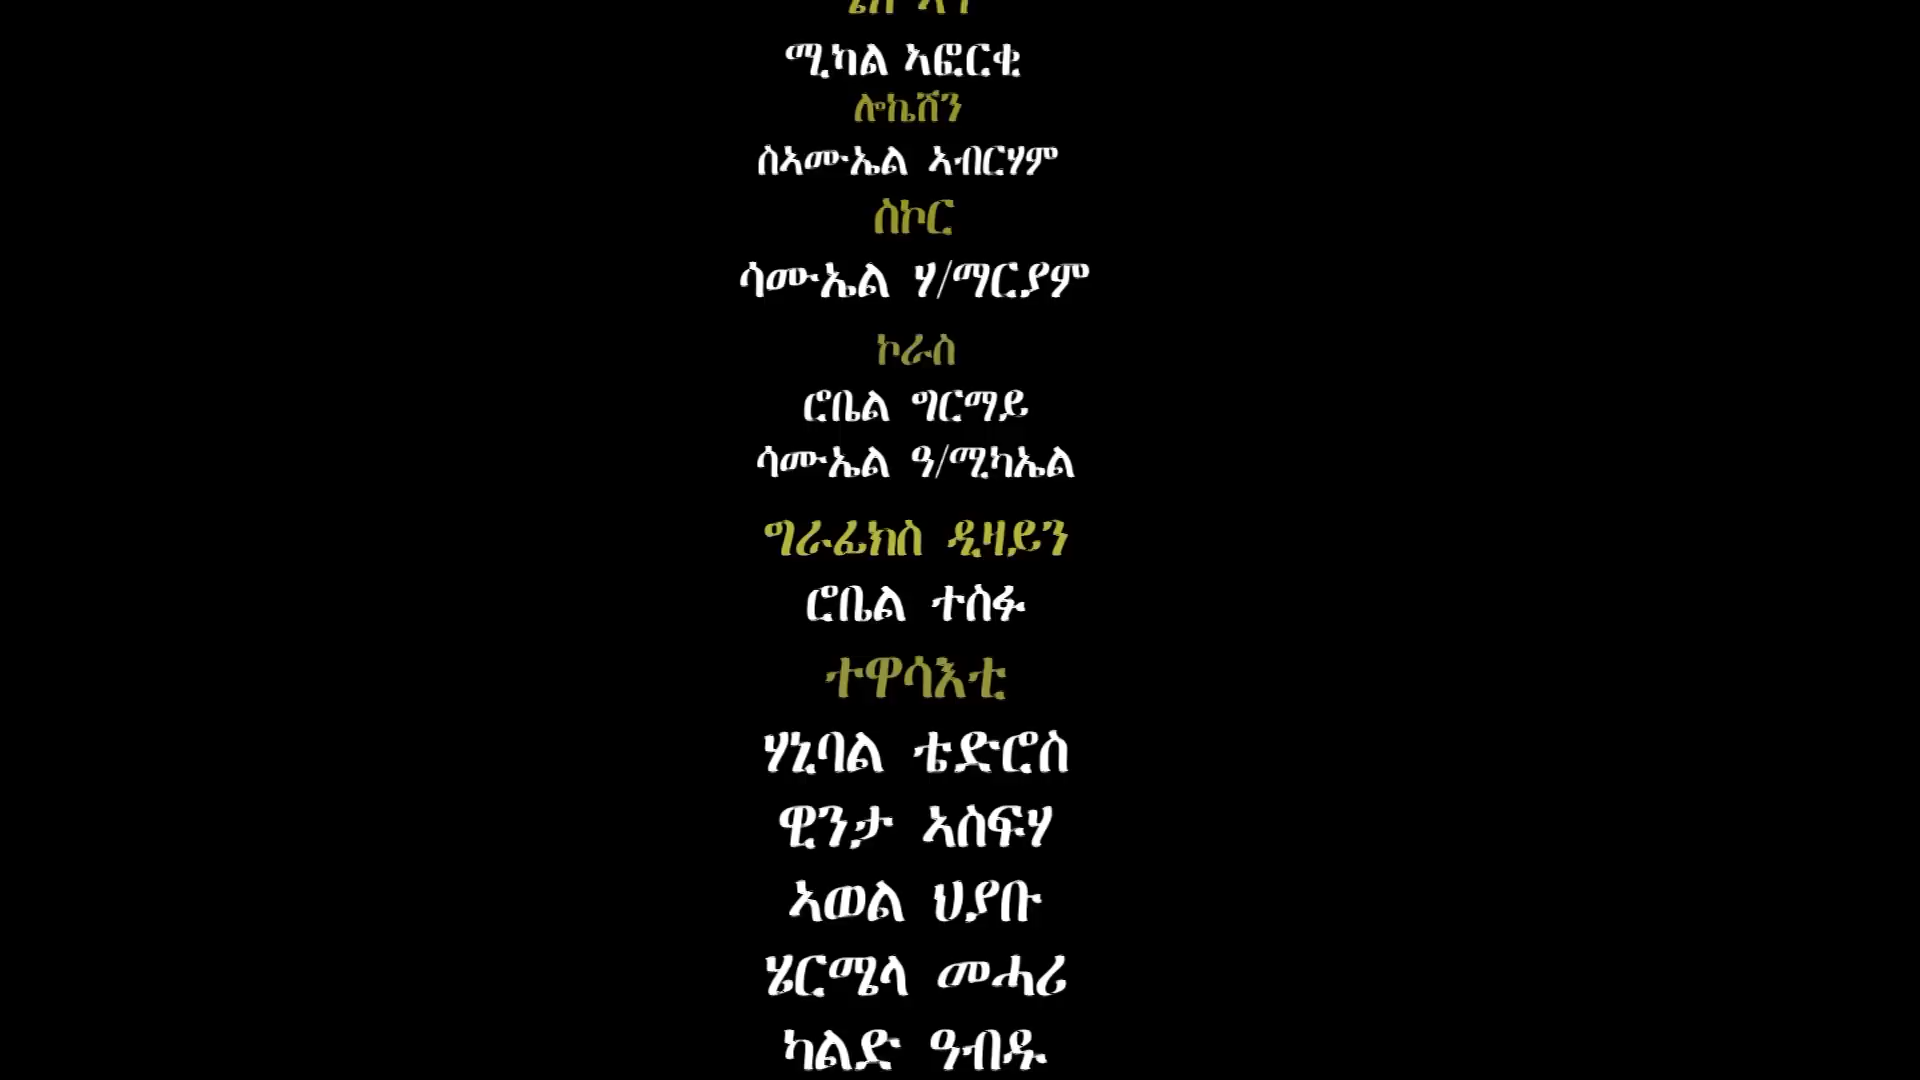 ሚካል ኣፎርቂ
ሎኬሽን
ስኣሙኤል ኣብርሃም
ስኮር
ሳሙኤል ሃ/ማርያም
ኮራስ
ሮቤል ግርማይ
ሳሙኤል ዓ/ሚካኤል
ግራፊክስ ዲዛይን
ሮቤል ተስፉ
ተዋሳእቲ
ሃኒባል ቴድሮስ
ዊንታ ኣስፍሃ
ኣወል ህያቡ
ሄርሜላ መሓሪ
ካልድ ዓብዱ